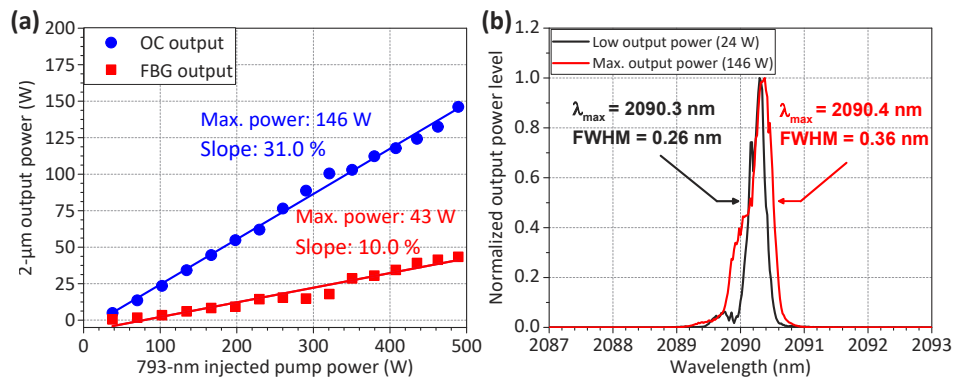 (a)
200
175
150
125
100
75
50
25
0
2-µm output power (W)
OC output
FBG output
Max. power: 146 W
Slope: 31.0 %
Max. power: 43 W
Slope: 10.0 %
0 100 200 300 400 500
793-nm injected pump power (W)
(b)
1.2
1.0
0.8
0.6
0.4
0.2
0.0
Normalized output power level
Low output power (24 W)
Max. output power (146 W)
λmax = 2090.3 nm
FWHM = 0.26 nm
λmax = 2090.4 nm
FWHM = 0.36 nm
2087 2088 2089 2090 2091 2092 2093
Wavelength (nm)